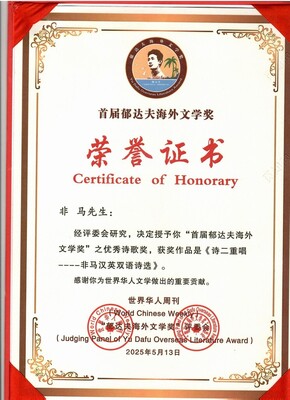 首届郁达夫海外文学奖
荣誉证书
Certificate of Honorary
非 马先生：
经评委会研究，决定授予你“首届郁达夫海外
文学奖”之优秀诗歌奖，获奖作品是《诗二重唱
----非马汉英双语诗选》。
感谢你为世界华人文学做出的重要贡献。
世界华人周刊
(World Chinese Weekly)
“郁达夫海外文学奖”评委会
( Judging Panel of Yu Dafu Overseas Literature Award )
2025年5月13日